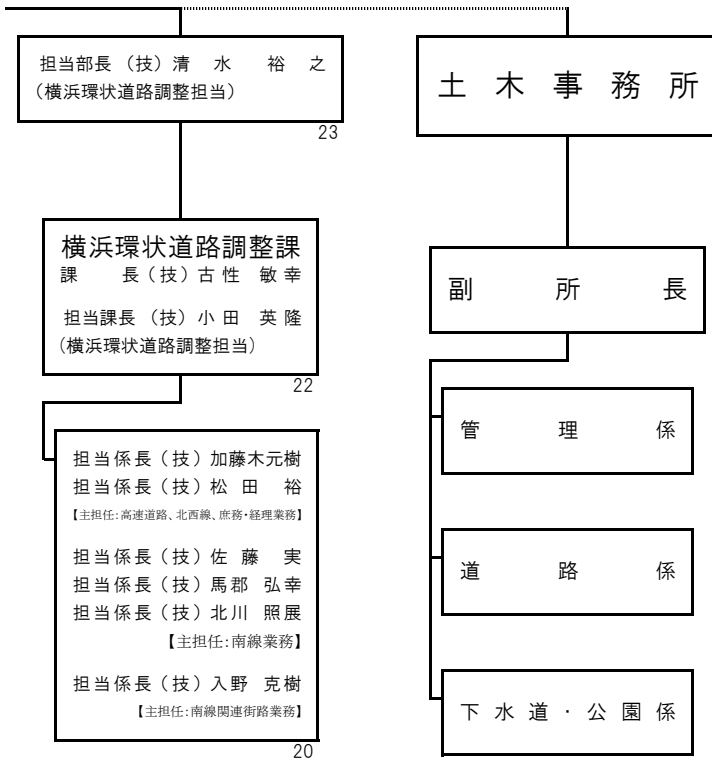 担当部長（技）清水　裕之
（横浜環状道路調整担当）
23
横浜環状道路調整課
課　長（技）古性　敏幸
担当課長（技）小田　英隆
（横浜環状道路調整担当）
22
担当係長（技）加藤木元樹
担当係長（技）松田　裕
【主担任:高速道路、北西線、庶務・経理業務】
担当係長（技）佐藤　実
担当係長（技）馬郡　弘幸
担当係長（技）北川　照展
【主担任:南線業務】
担当係長（技）入野　克樹
【主担任:南線関連街路業務】
20
土木事務所
副所長
管理係
道路係
下水道・公園係